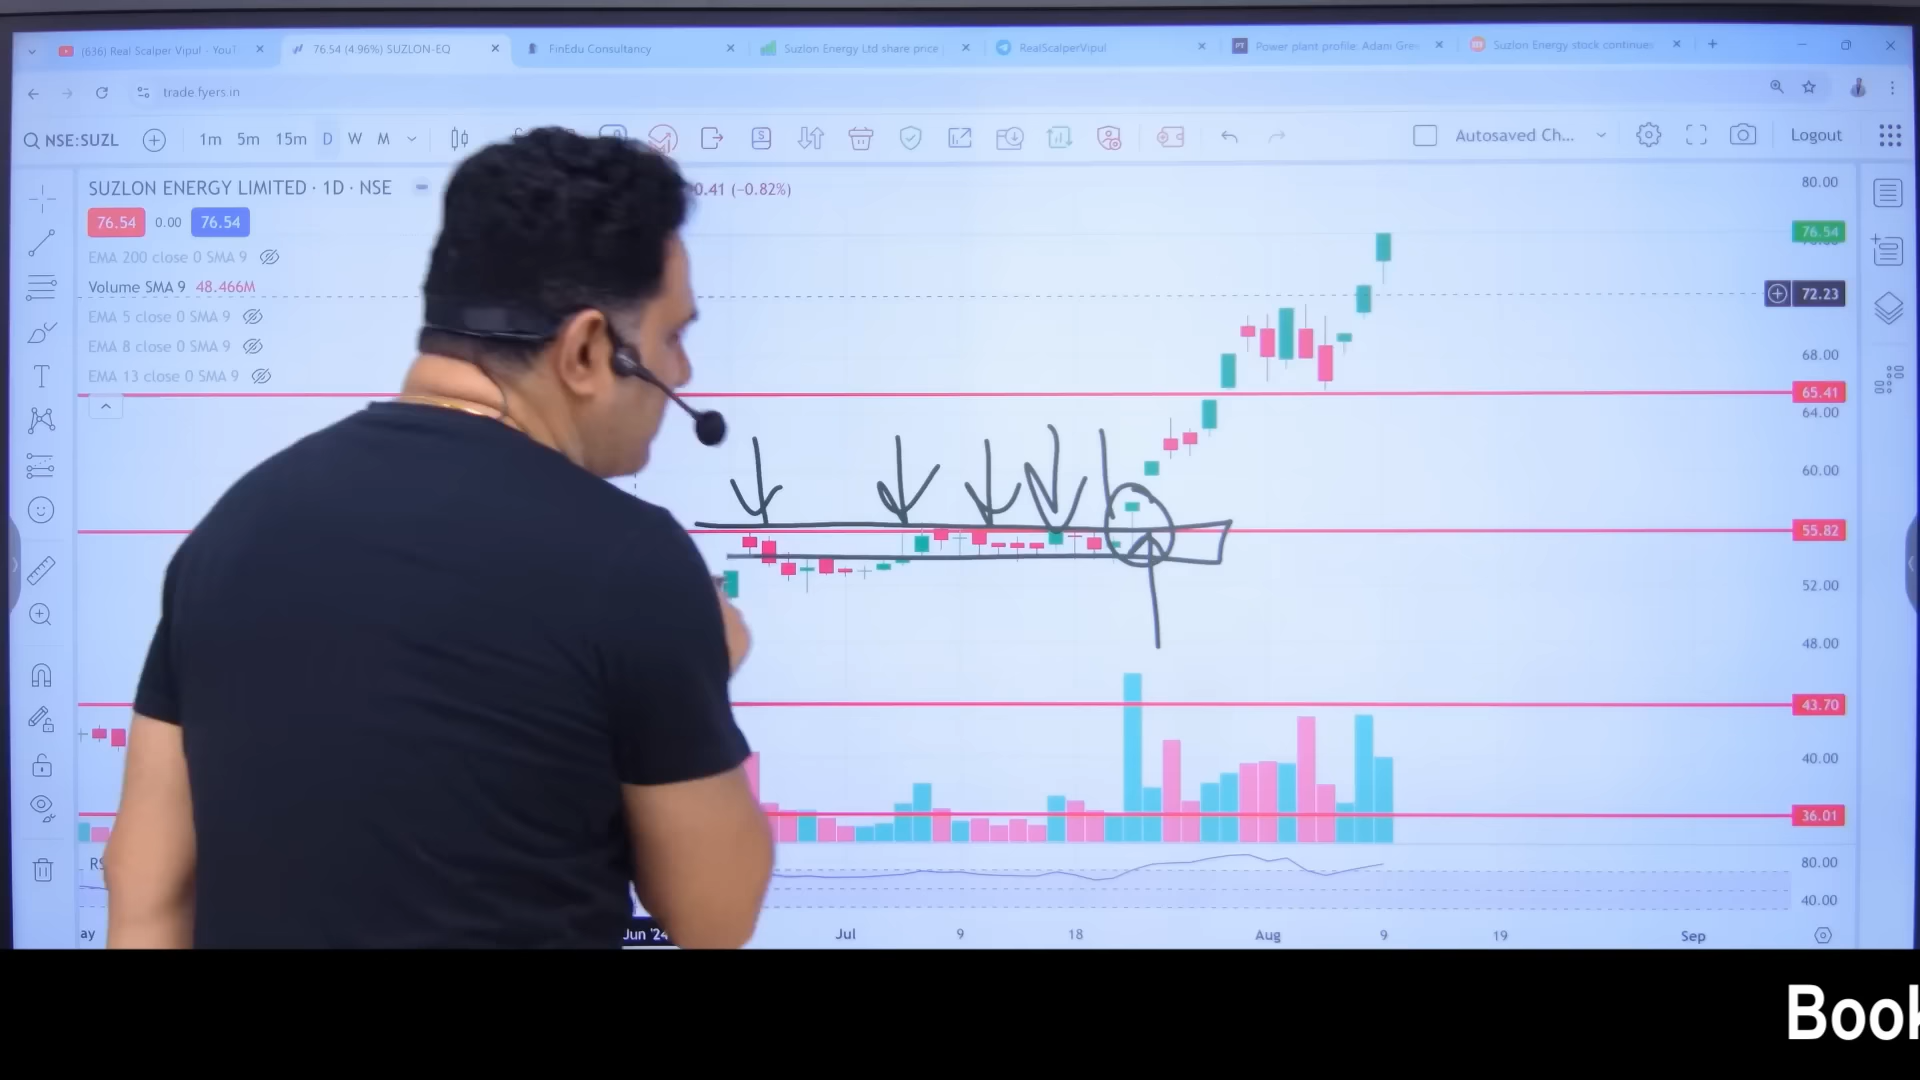 (636) Real Scalper Vipul - YouT
76.54 (4.96%) SUZLON-EQ
FinEdu Consultancy
Suzlon Energy Ltd share price
RealScalperVipul
Power plant profile: Adani Gre
Suzlon Energy stock continues
trade.fyers.in
NSE:SUZL
1m 5m 15m D W M
Autosaved Ch...
Logout
SUZLON ENERGY LIMITED · 1D · NSE
0.41 (−0.82%)
76.54 0.00 76.54
EMA 200 close 0 SMA 9
Volume SMA 9 48.466M
EMA 5 close 0 SMA 9
EMA 8 close 0 SMA 9
EMA 13 close 0 SMA 9
80.00
76.54
72.23
68.00
65.41
64.00
60.00
55.82
52.00
48.00
43.70
40.00
36.01
RS
80.00
40.00
ay Jun '24 Jul 9 18 Aug 9 19 Sep
Book